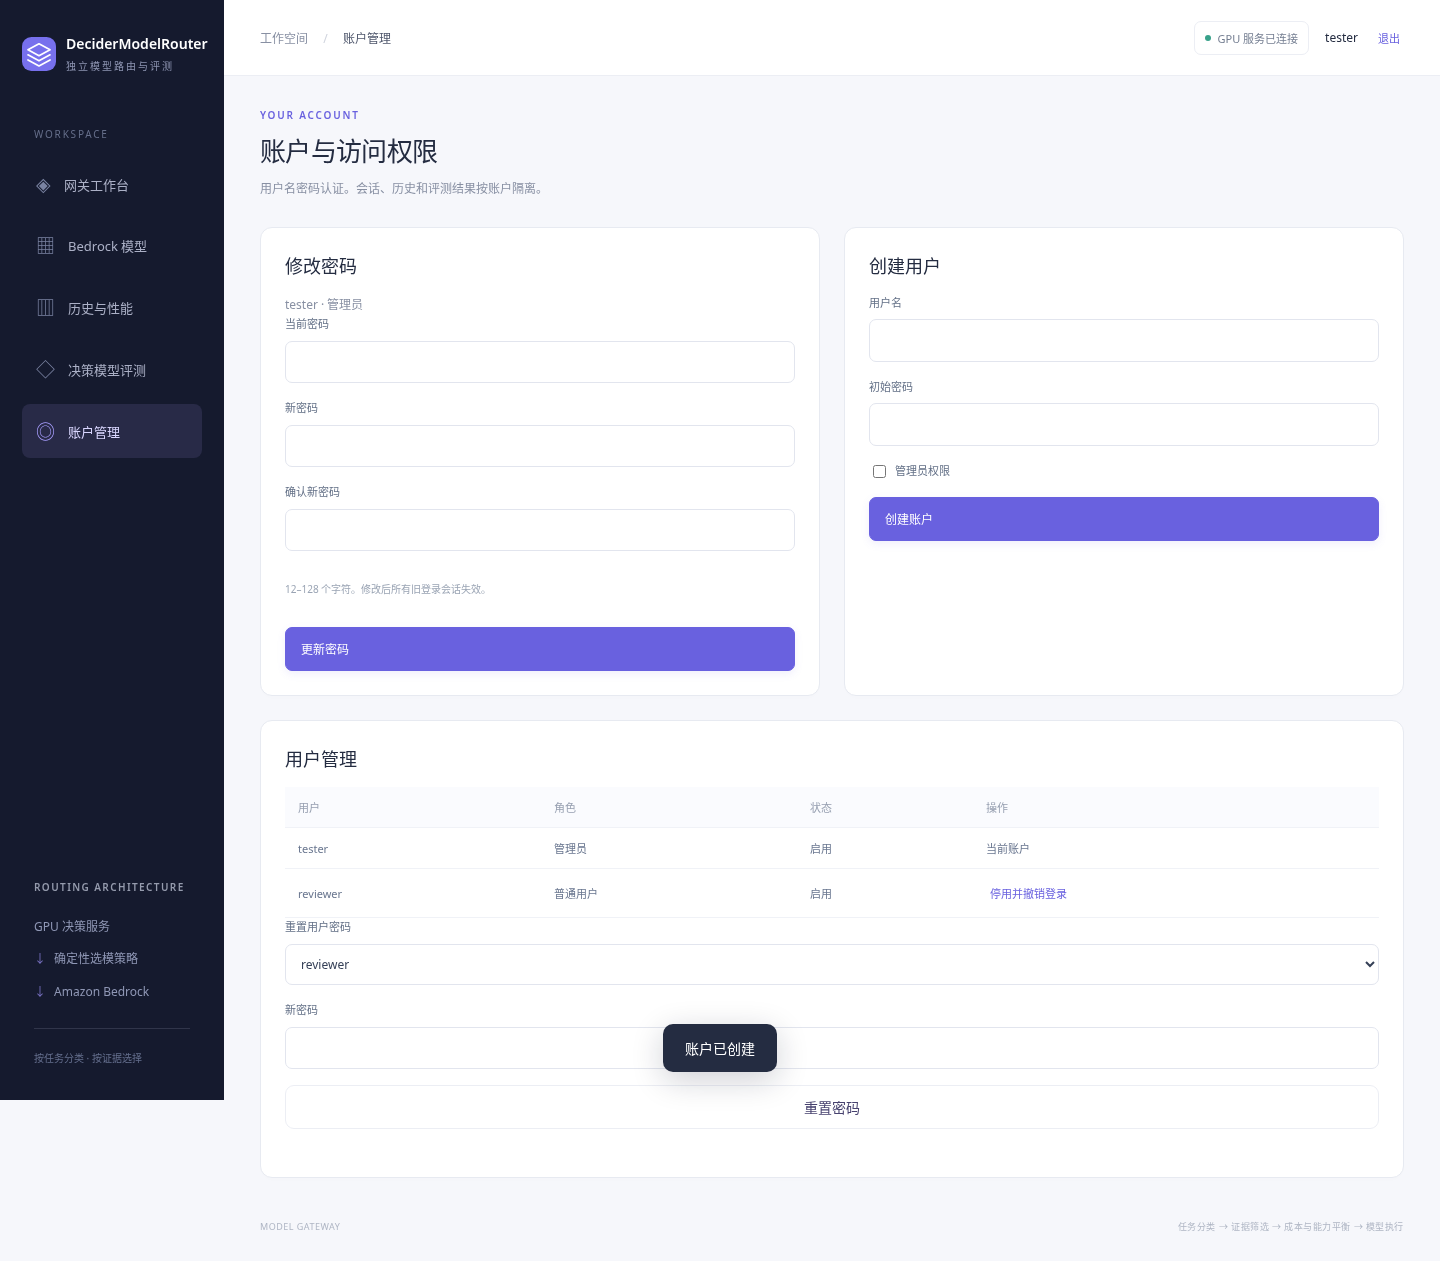 DeciderModelRouter
独立模型路由与评测
WORKSPACE
网关工作台
Bedrock 模型
历史与性能
决策模型评测
账户管理
ROUTING ARCHITECTURE
GPU 决策服务
↓ 确定性选模策略
↓ Amazon Bedrock
按任务分类 · 按证据选择
工作空间 / 账户管理
GPU 服务已连接
tester
退出
YOUR ACCOUNT
账户与访问权限
用户名密码认证。会话、历史和评测结果按账户隔离。
修改密码
tester · 管理员
当前密码
新密码
确认新密码
12–128 个字符。修改后所有旧登录会话失效。
更新密码
创建用户
用户名
初始密码
管理员权限
创建账户
用户管理
用户 角色 状态 操作
tester 管理员 启用 当前账户
reviewer 普通用户 启用 停用并撤销登录
重置用户密码
reviewer
新密码
账户已创建
重置密码
MODEL GATEWAY
任务分类 → 证据筛选 → 成本与能力平衡 → 模型执行